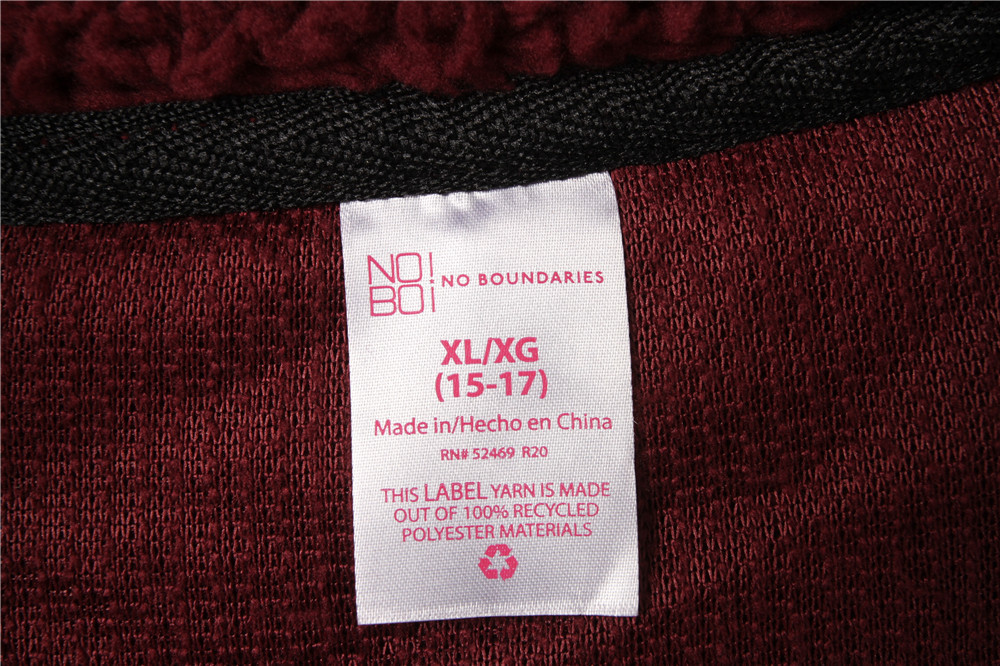 NO!
BO¡ NO BOUNDARIES
XL/XG
(15-17)
Made in/Hecho en China
RN# 52469 R20
THIS LABEL YARN IS MADE
OUT OF 100% RECYCLED
POLYESTER MATERIALS